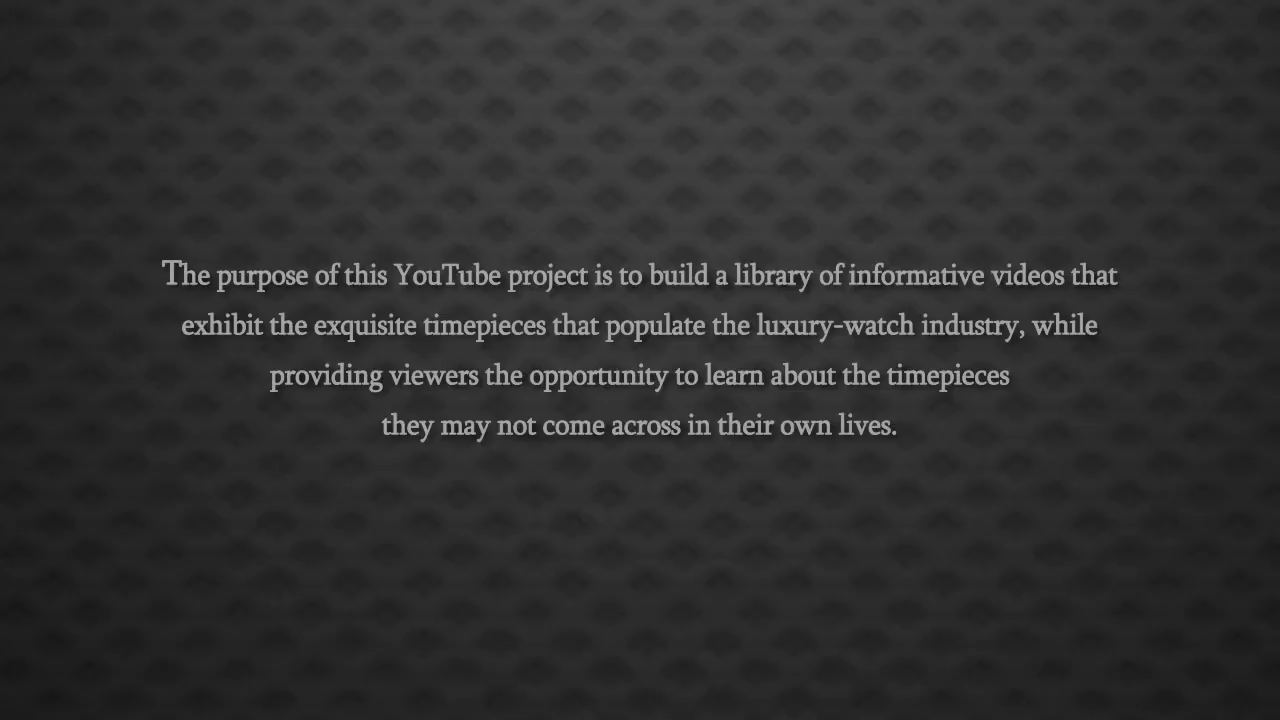 The purpose of this YouTube project is to build a library of informative videos that
exhibit the exquisite timepieces that populate the luxury-watch industry, while
providing viewers the opportunity to learn about the timepieces
they may not come across in their own lives.